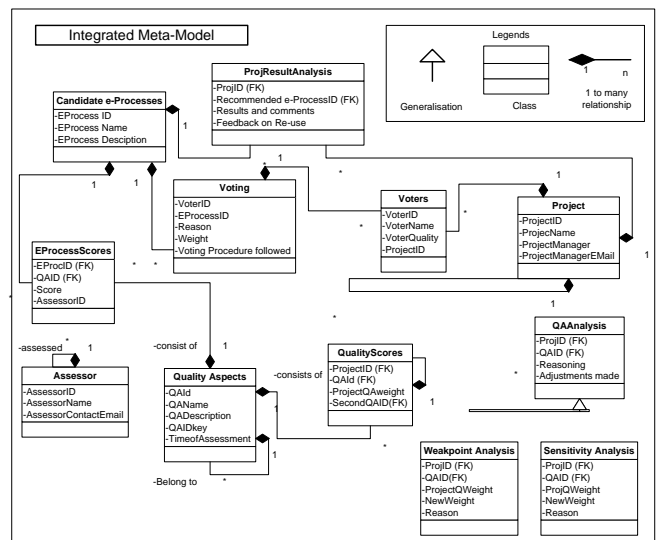 Integrated Meta-Model
Legends
Generalisation
Class
1
n
1 to many
relationship
ProjResultAnalysis
-ProjID (FK)
-Recommended e-ProcessID (FK)
-Results and comments
-Feedback on Re-use
Candidate e-Processes
-EProcess ID
-EProcess Name
-EProcess Desciption
1
1
1
1
*
*
Voting
-VoterID
-EProcessID
-Reason
-Weight
-Voting Procedure followed
1
*
*
Voters
-VoterID
-VoterName
-VoterQuality
-ProjectID
*
*
1
Project
-ProjectID
-ProjecName
-ProjectManager
-ProjectManagerEMail
1
1
EProcessScores
-EProcID (FK)
-QAID (FK)
-Score
-AssessorID
*
*
*
*
-assessed
*
1
Assessor
-AssessorID
-AssessorName
-AssessorContactEmail
-consist of
1
Quality Aspects
-QAId
-QAName
-QADescription
-QAIDkey
-TimeofAssessment
1
1
-Belong to
*
-consists of
*
QualityScores
-ProjectID (FK)
-QAId (FK)
-ProjectQAweight
-SecondQAID(FK)
1
*
*
QAAnalysis
-ProjID (FK)
-QAID (FK)
-Reasoning
-Adjustments made
Weakpoint Analysis
-ProjID (FK)
-QAID(FK)
-ProjectQWeight
-NewWeight
-Reason
Sensitivity Analysis
-ProjID (FK)
-QAID (FK)
-ProjQWeight
-NewWeight
-Reason